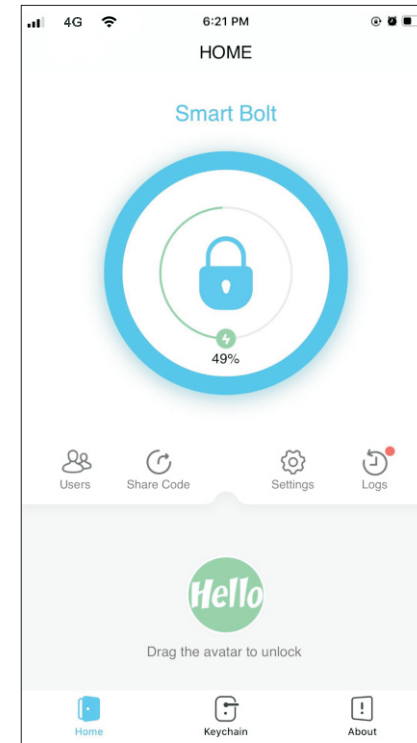 4G 6:21 PM
HOME
Smart Bolt
49%
Users Share Code Settings Logs
Hello
Drag the avatar to unlock
Home Keychain About